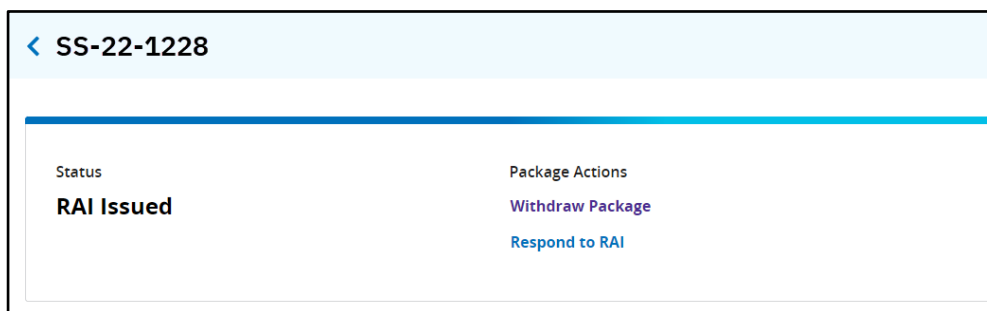 SS-22-1228
Status
RAI Issued
Package Actions
Withdraw Package
Respond to RAI